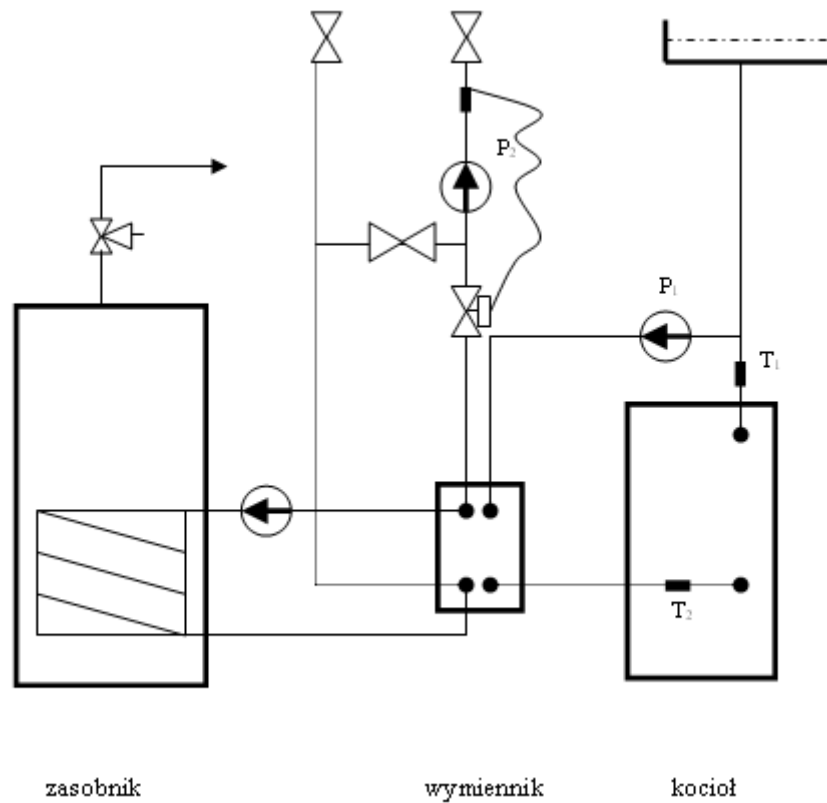 P₂
P₁
T₁
T₂
zasobnik wymiennik kocioł